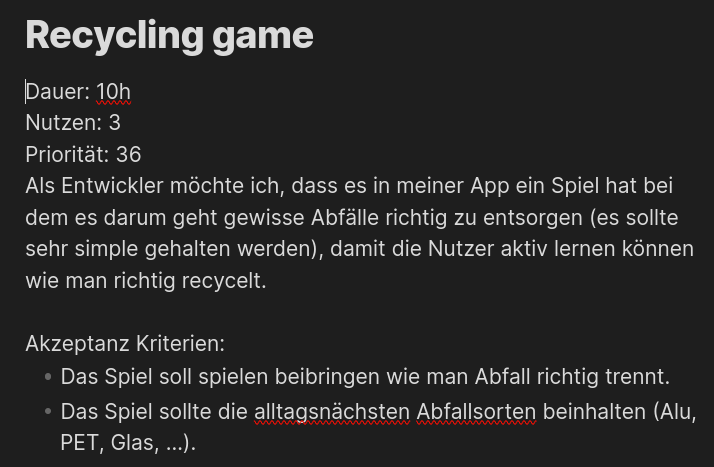 Recycling game
Dauer: 10h
Nutzen: 3
Priorität: 36
Als Entwickler möchte ich, dass es in meiner App ein Spiel hat bei
dem es darum geht gewisse Abfälle richtig zu entsorgen (es sollte
sehr simple gehalten werden), damit die Nutzer aktiv lernen können
wie man richtig recycelt.
Akzeptanz Kriterien:
• Das Spiel soll spielen beibringen wie man Abfall richtig trennt.
• Das Spiel sollte die alltagsnächsten Abfallsorten beinhalten (Alu,
PET, Glas, ...).